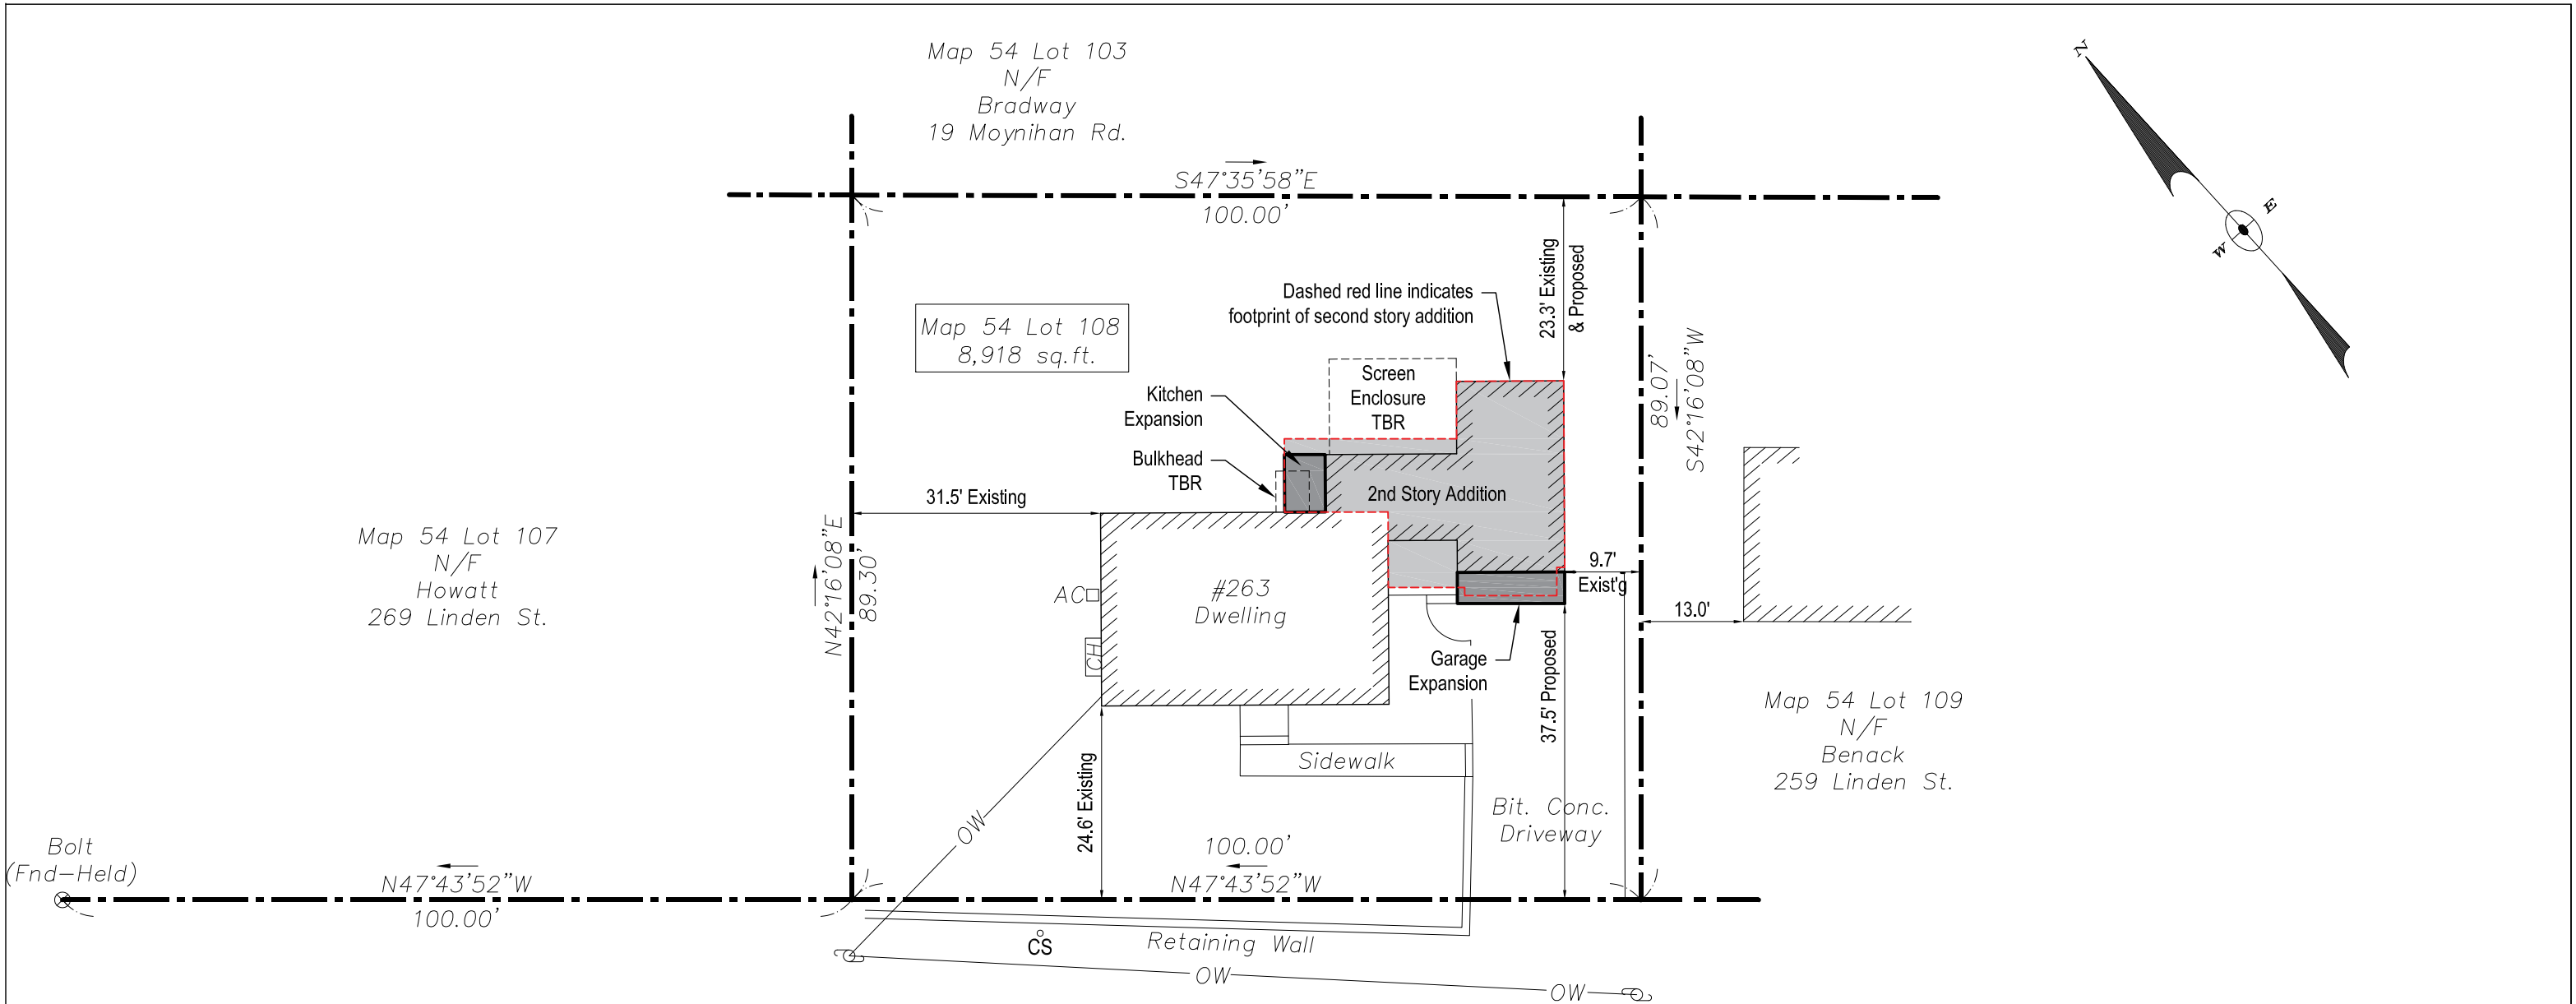 Map 54 Lot 103
N/F
Bradway
19 Moynihan Rd.
N
E
W
S47°35'58"E
100.00'
23.3' Existing
& Proposed
Dashed red line indicates
footprint of second story addition
Map 54 Lot 108
8,918 sq.ft.
89.07'
S42°16'08"W
Screen
Enclosure
TBR
Kitchen
Expansion
Bulkhead
TBR
31.5' Existing
2nd Story Addition
Map 54 Lot 107
N/F
Howatt
269 Linden St.
N42°16'08"E
89.30'
AC
CH
#263
Dwelling
9.7'
Exist'g
13.0'
Garage
Expansion
37.5' Proposed
Map 54 Lot 109
N/F
Benack
259 Linden St.
Sidewalk
24.6' Existing
Bit. Conc.
Driveway
OW
Bolt
(Fnd-Held)
N47°43'52"W
100.00'
100.00'
N47°43'52"W
CS
Retaining Wall
OW
OW